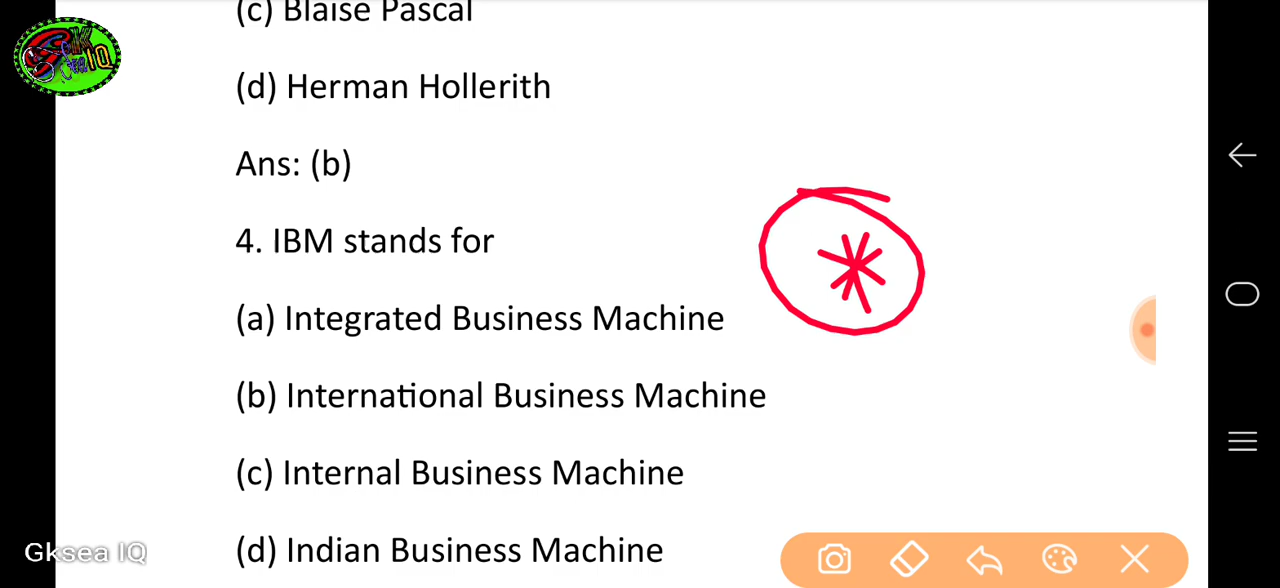 (c) Blaise Pascal
(d) Herman Hollerith
Ans: (b)
4. IBM stands for
(a) Integrated Business Machine
(b) International Business Machine
(c) Internal Business Machine
(d) Indian Business Machine
Gksea IQ